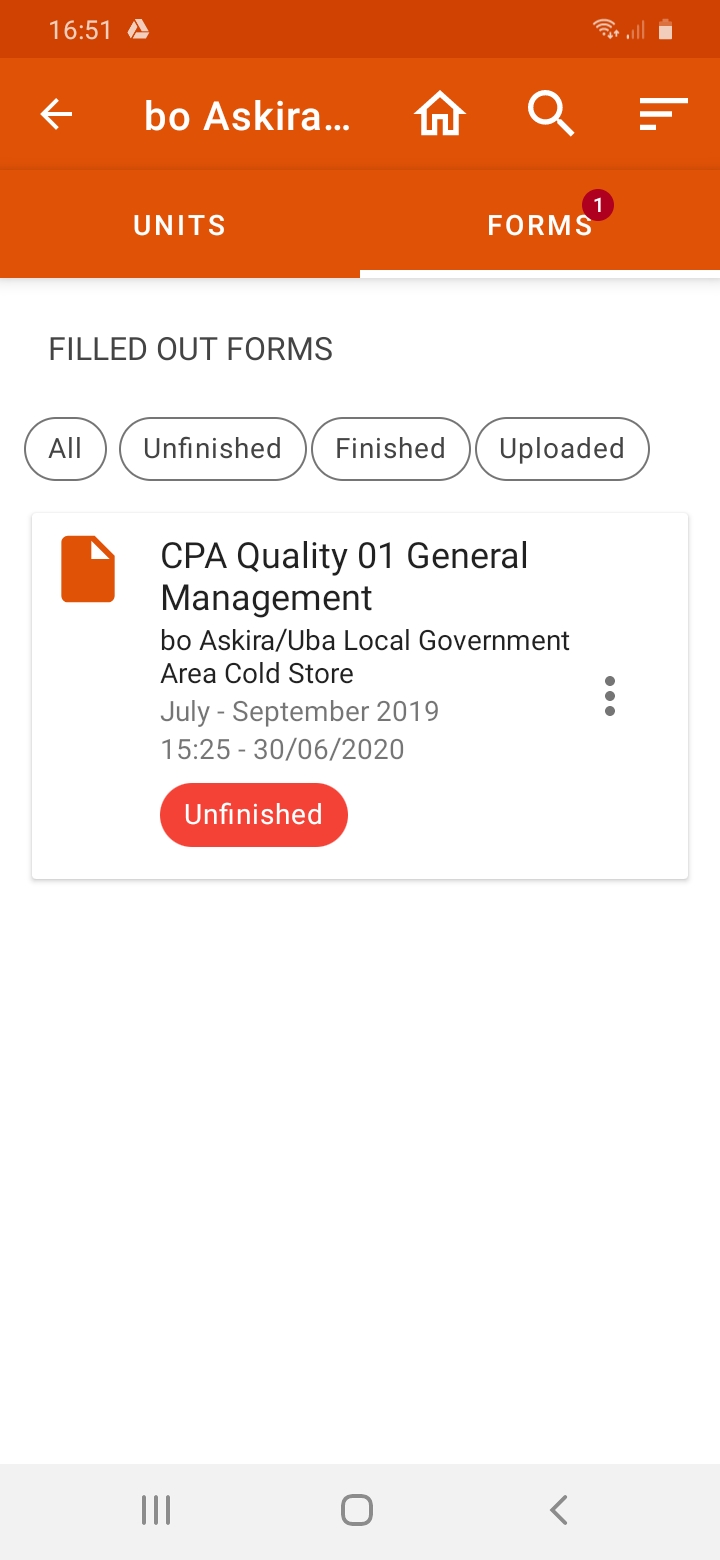 16:51
bo Askira...
UNITS
FORMS
1
FILLED OUT FORMS
All
Unfinished
Finished
Uploaded
CPA Quality 01 General
Management
bo Askira/Uba Local Government
Area Cold Store
July - September 2019
15:25 - 30/06/2020
Unfinished